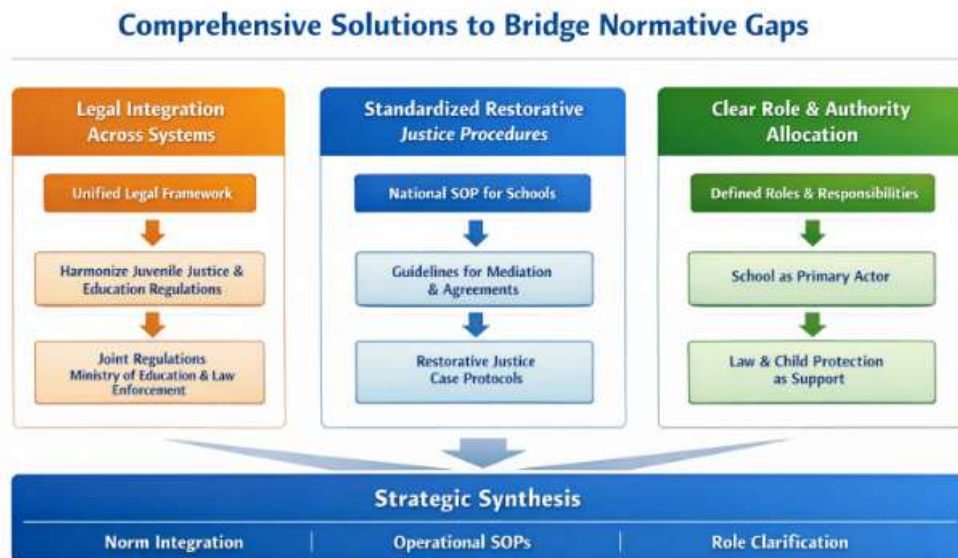 Comprehensive Solutions to Bridge Normative Gaps
Legal Integration
Across Systems
Unified Legal Framework
Harmonize Juvenile Justice &
Education Regulations
Joint Regulations
Ministry of Education & Law
Enforcement
Standardized Restorative
Justice Procedures
National SOP for Schools
Guidelines for Mediation
& Agreements
Restorative Justice
Case Protocols
Clear Role & Authority
Allocation
Defined Roles & Responsibilities
School as Primary Actor
Law & Child Protection
as Support
Strategic Synthesis
Norm Integration
Operational SOPs
Role Clarification